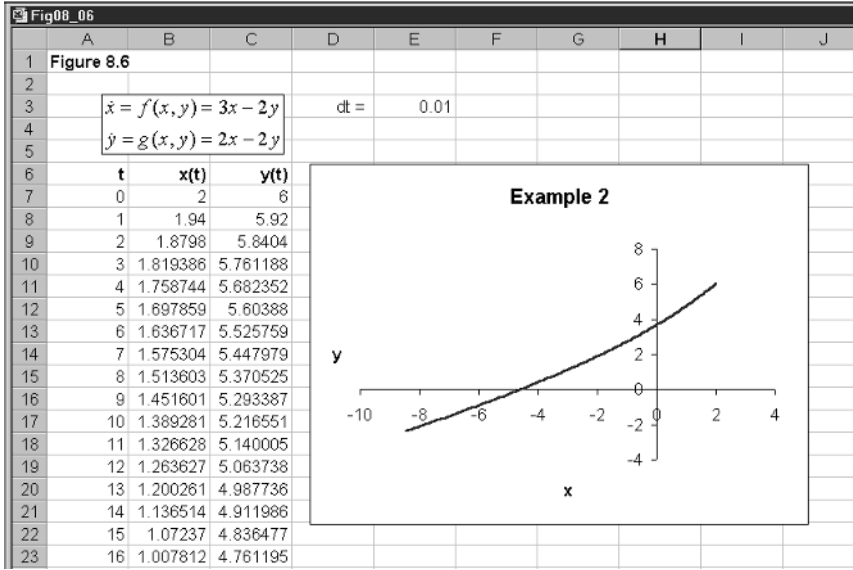 Fig08_06
A B C D E F G H I J
1 Figure 8.6
2
3 ẋ = f(x, y) = 3x − 2y dt = 0.01
4 ẏ = g(x, y) = 2x − 2y
5
6 t x(t) y(t)
7 0 2 6
8 1 1.94 5.92
9 2 1.8798 5.8404
10 3 1.819386 5.761188
11 4 1.758744 5.682352
12 5 1.697859 5.60388
13 6 1.636717 5.525759
14 7 1.575304 5.447979
15 8 1.513603 5.370525
16 9 1.451601 5.293387
17 10 1.389281 5.216551
18 11 1.326628 5.140005
19 12 1.263627 5.063738
20 13 1.200261 4.987736
21 14 1.136514 4.911986
22 15 1.07237 4.836477
23 16 1.007812 4.761195
Example 2
8
6
4
y
2
0
-10 -8 -6 -4 -2 0 2 4
-2
-4
x